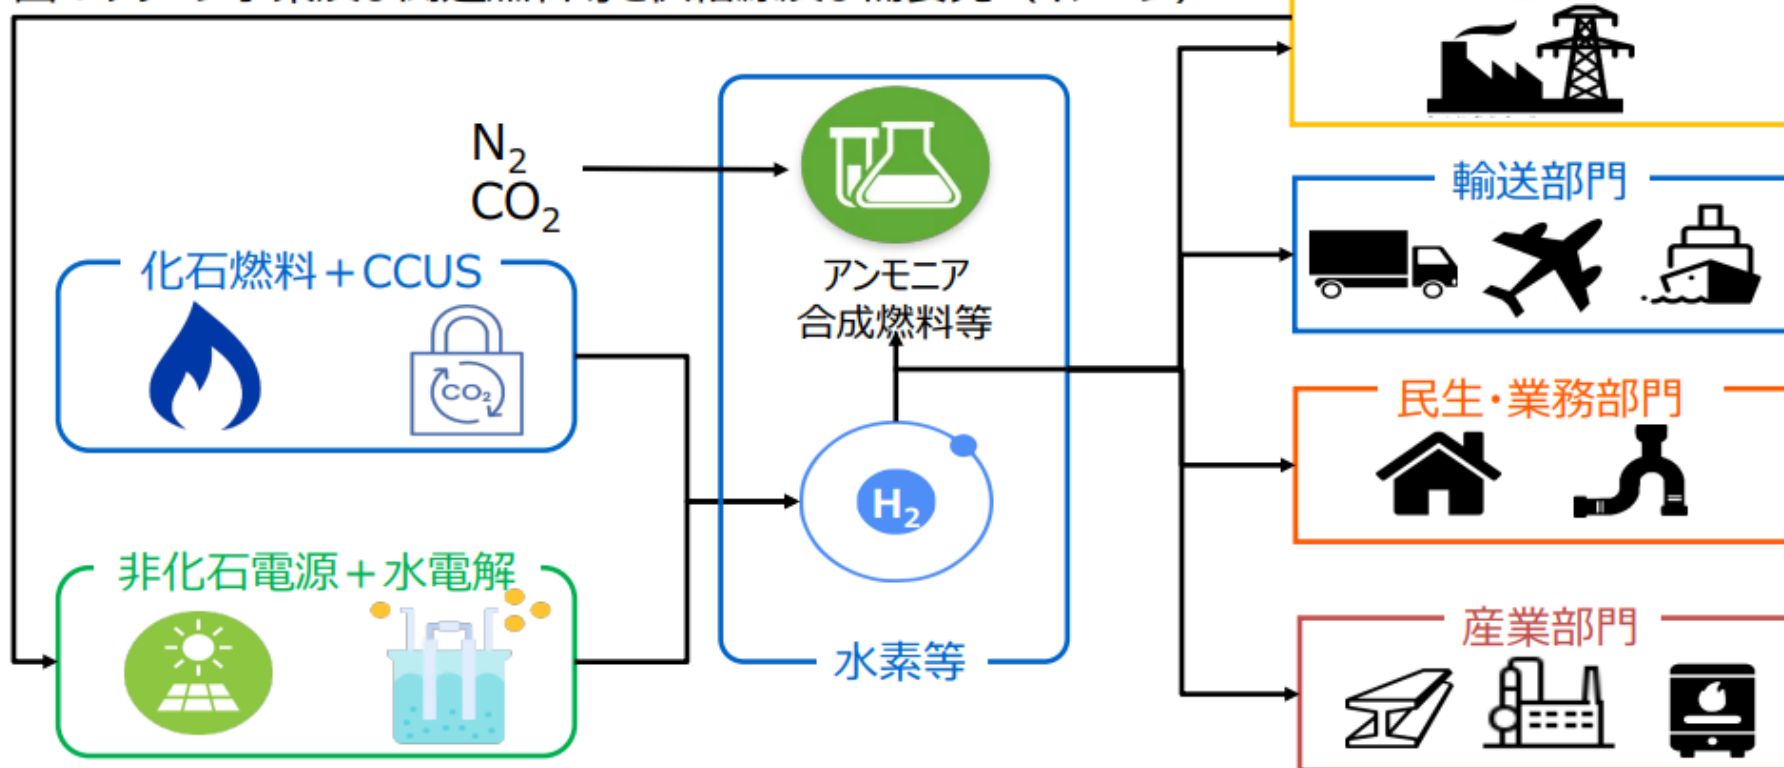 N₂
CO₂
化石燃料＋CCUS
CO₂
非化石電源＋水電解
アンモニア
合成燃料等
H₂
水素等
輸送部門
民生・業務部門
産業部門